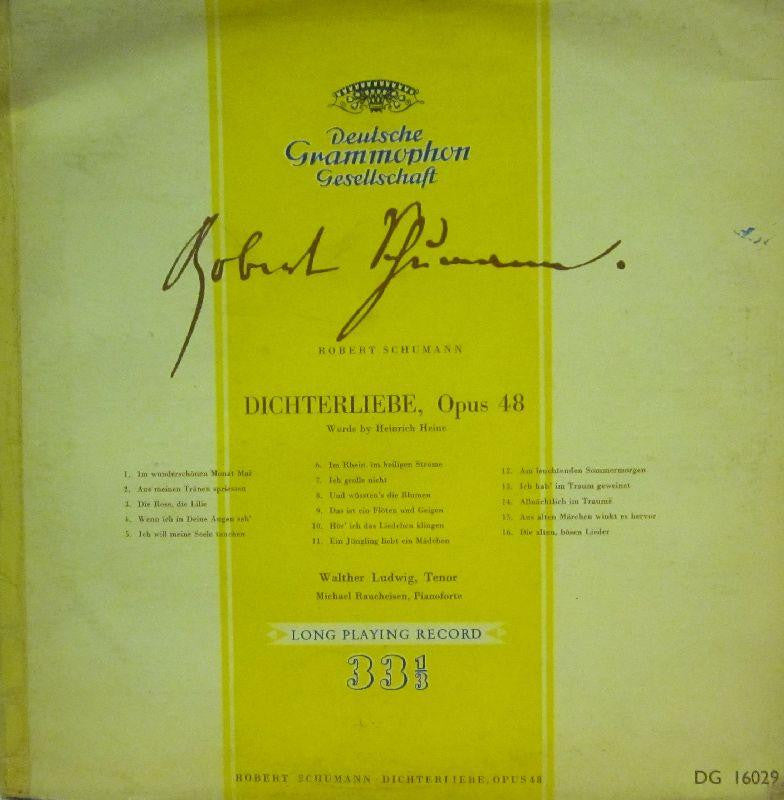 Deutsche
Grammophon
Gesellschaft
Robert Schumann.
ROBERT SCHUMANN
DICHTERLIEBE, Opus 48
Words by Heinrich Heine
1. Im wunderschönen Monat Mai
2. Aus meinen Tränen spriessen
3. Die Rose, die Lilie
4. Wenn ich in Deine Augen seh'
5. Ich will meine Seele tauchen
6. Im Rhein, im heiligen Strome
7. Ich grolle nicht
8. Und wüssten's die Blumen
9. Das ist ein Flöten und Geigen
10. Hör' ich das Liedchen klingen
11. Ein Jüngling liebt ein Mädchen
12. Am leuchtenden Sommermorgen
13. Ich hab' im Traum geweinet
14. Allnächtlich im Traume
15. Aus alten Märchen winkt es hervor
16. Die alten, bösen Lieder
Walther Ludwig, Tenor
Michael Raucheisen, Pianoforte
LONG PLAYING RECORD
33 1/3
ROBERT SCHUMANN DICHTERLIEBE, OPUS 48
DG 16029